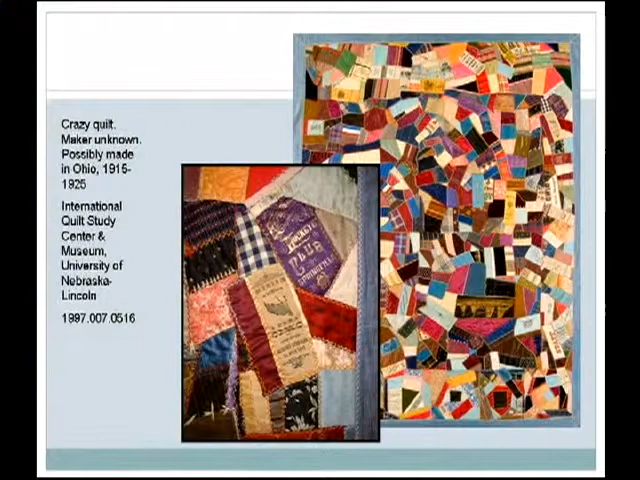 Crazy quilt.
Maker unknown.
Possibly made
in Ohio, 1915-
1925
International
Quilt Study
Center &
Museum,
University of
Nebraska-
Lincoln
1997.007.0516
CLUB